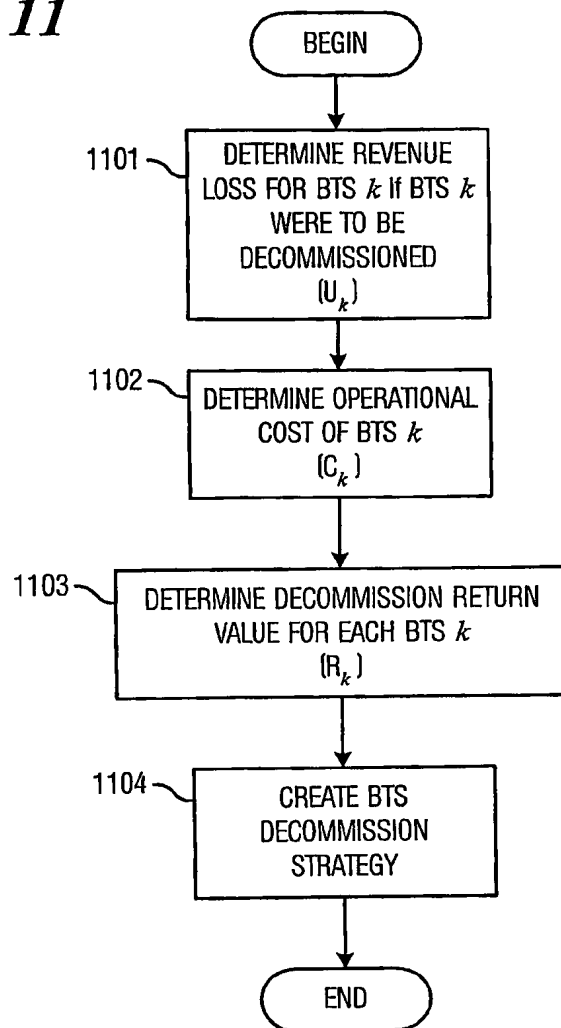 11
BEGIN
1101
DETERMINE REVENUE
LOSS FOR BTS k If BTS k
WERE TO BE
DECOMMISSIONED
(Uk)
1102
DETERMINE OPERATIONAL
COST OF BTS k
(Ck)
1103
DETERMINE DECOMMISSION RETURN
VALUE FOR EACH BTS k
(Rk)
1104
CREATE BTS
DECOMMISSION
STRATEGY
END